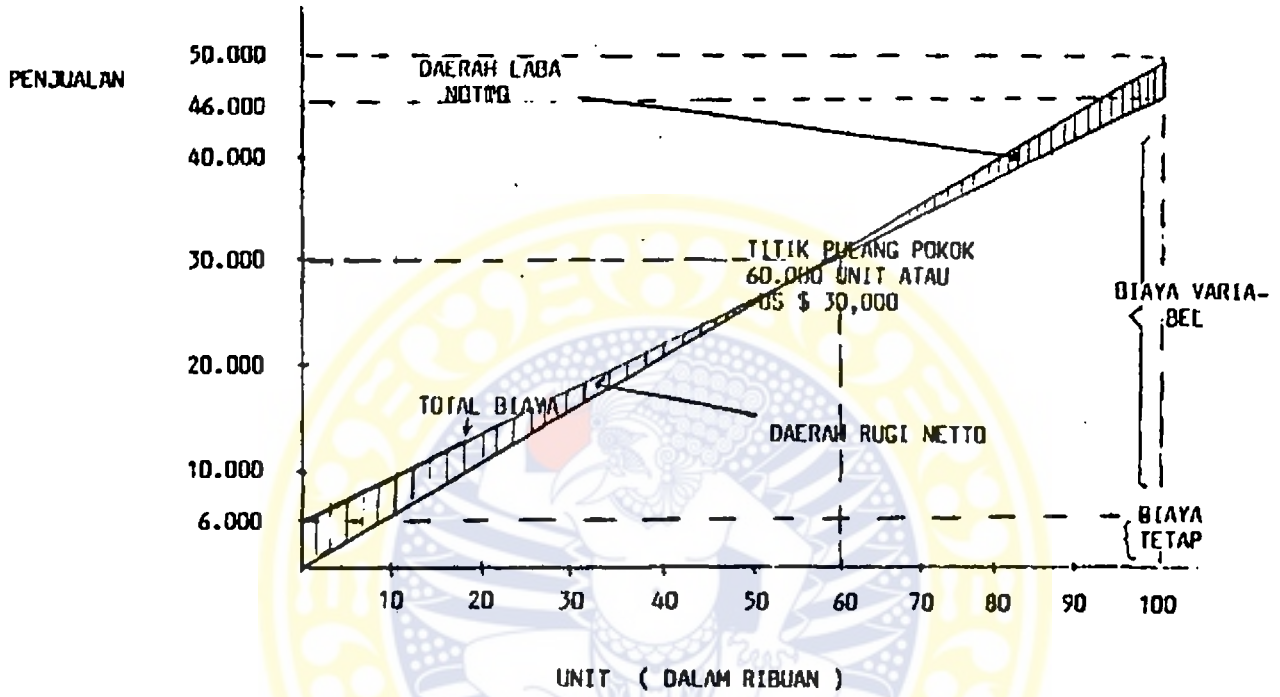 PENJUALAN
50.000
46.000
40.000
30.000
20.000
10.000
6.000
DAERAH LABA
NOTTO
TITIK PULANG POKOK
60.000 UNIT ATAU
US $ 30,000
BIAYA VARIA-
BEL
TOTAL BIAYA
DAERAH RUGI NETTO
BIAYA
TETAP
10 20 30 40 50 60 70 80 90 100
UNIT ( DALAM RIBUAN )